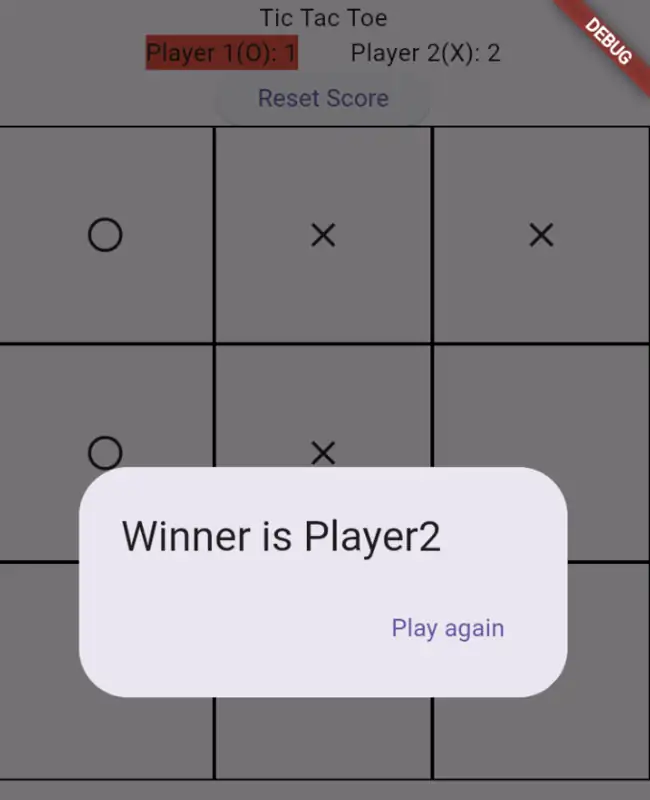 Tic Tac Toe
DEBUG
Player 1(O): 1 Player 2(X): 2
Reset Score
Winner is Player2
Play again